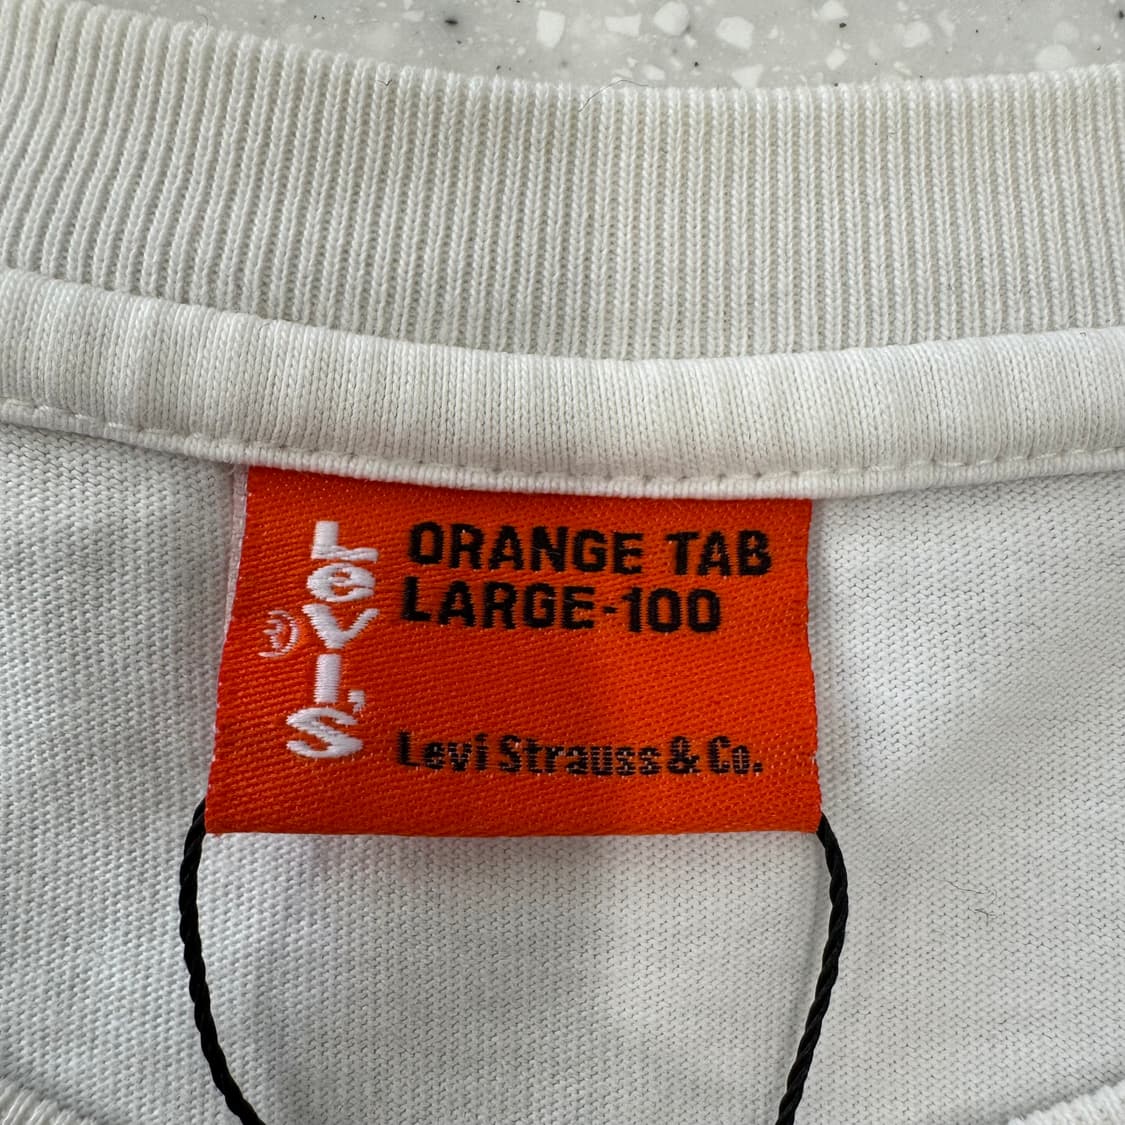 Levi's
ORANGE TAB
LARGE-100
Levi Strauss & Co.